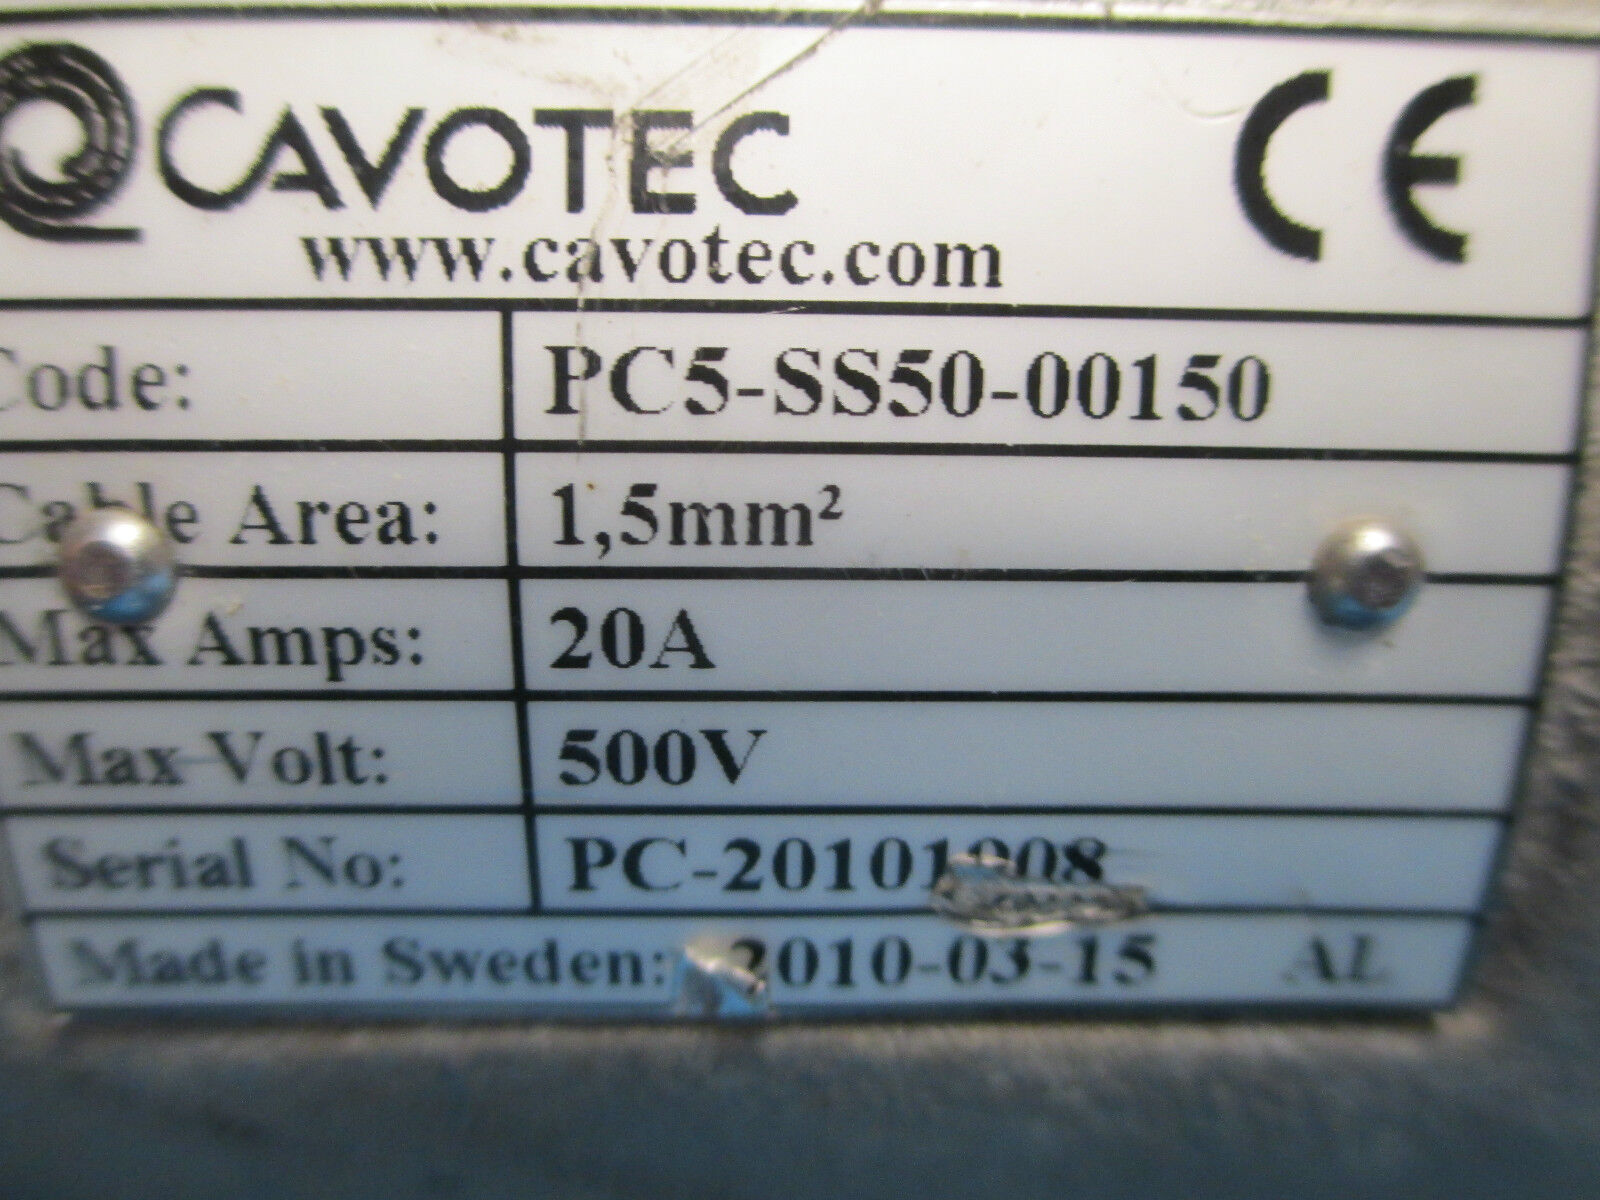 CAVOTEC CE
www.cavotec.com
Code: PC5-SS50-00150
Cable Area: 1,5mm²
Max Amps: 20A
Max Volt: 500V
Serial No:
Made in Sweden: 2010-03-15 AL